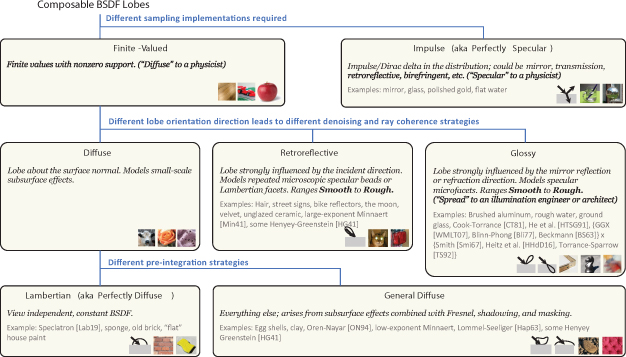 Composable BSDF Lobes
Different sampling implementations required
Finite -Valued
Finite values with nonzero support. (“Diffuse” to a physicist)
Impulse (aka Perfectly Specular )
Impulse/Dirac delta in the distribution; could be mirror, transmission,
retroreflective, birefringent, etc. (“Specular” to a physicist)
Examples: mirror, glass, polished gold, flat water
Different lobe orientation direction leads to different denoising and ray coherence strategies
Diffuse
Lobe about the surface normal. Models small-scale
subsurface effects.
Retroreflective
Lobe strongly influenced by the incident direction.
Models repeated microscopic specular beads or
Lambertian facets. Ranges Smooth to Rough.
Examples: Hair, street signs, bike reflectors, the moon,
velvet, unglazed ceramic, large-exponent Minnaert
[Min41], some Henyey-Greenstein [HG41]
Glossy
Lobe strongly influenced by the mirror reflection
or refraction direction. Models specular
microfacets. Ranges Smooth to Rough.
(“Spread” to an illumination engineer or architect)
Examples: Brushed aluminum, rough water, ground
glass, Cook-Torrance [CT81], He et al. [HTSG91], {GGX
[WMLT07], Blinn-Phong [Bli77], Beckmann [BS63]} x
{Smith [Smi67], Heitz et al. [HHdD16], Torrance-Sparrow
[TS92]}
Different pre-integration strategies
Lambertian (aka Perfectly Diffuse )
View independent, constant BSDF.
Example: Spectralon [Lab19], sponge, old brick, “flat”
house paint
General Diffuse
Everything else; arises from subsurface effects combined with Fresnel, shadowing, and masking.
Examples: Egg shells, clay, Oren-Nayar [ON94], low-exponent Minnaert, Lommel-Seeliger [Hap63], some Henyey
Greenstein [HG41]